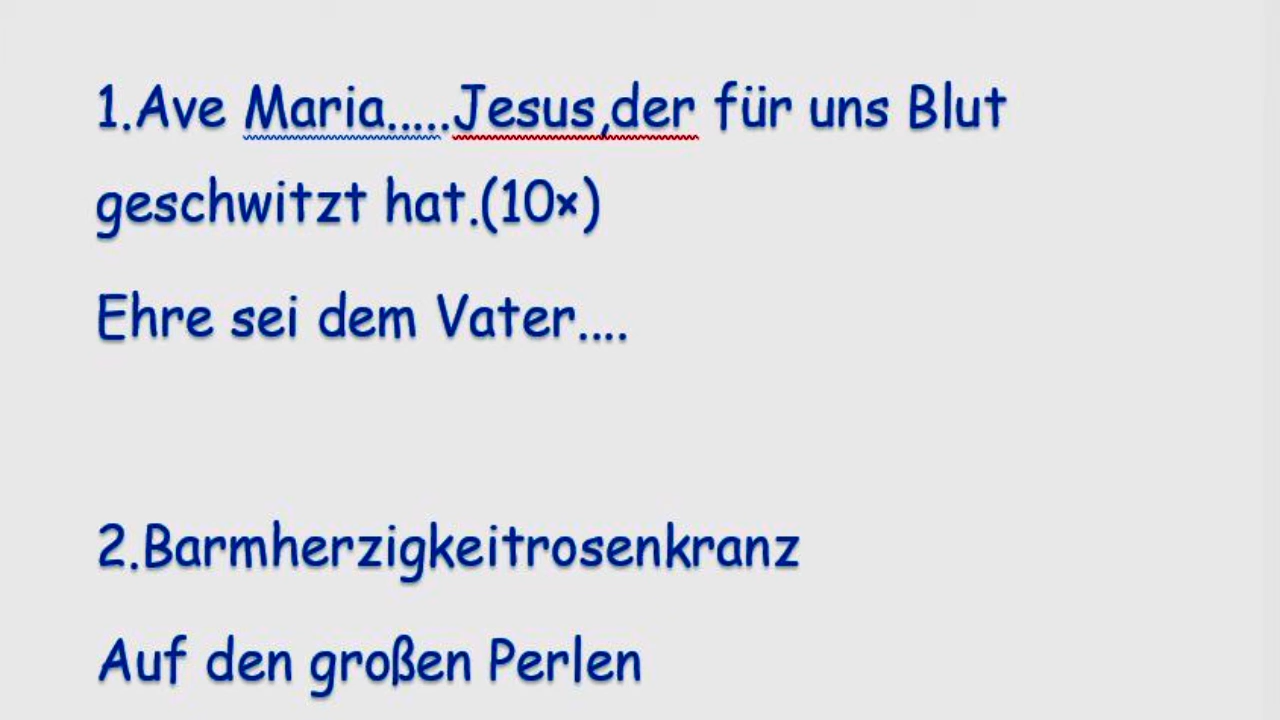 1.Ave Maria.....Jesus,der für uns Blut
geschwitzt hat.(10×)
Ehre sei dem Vater....
2.Barmherzigkeitrosenkranz
Auf den großen Perlen